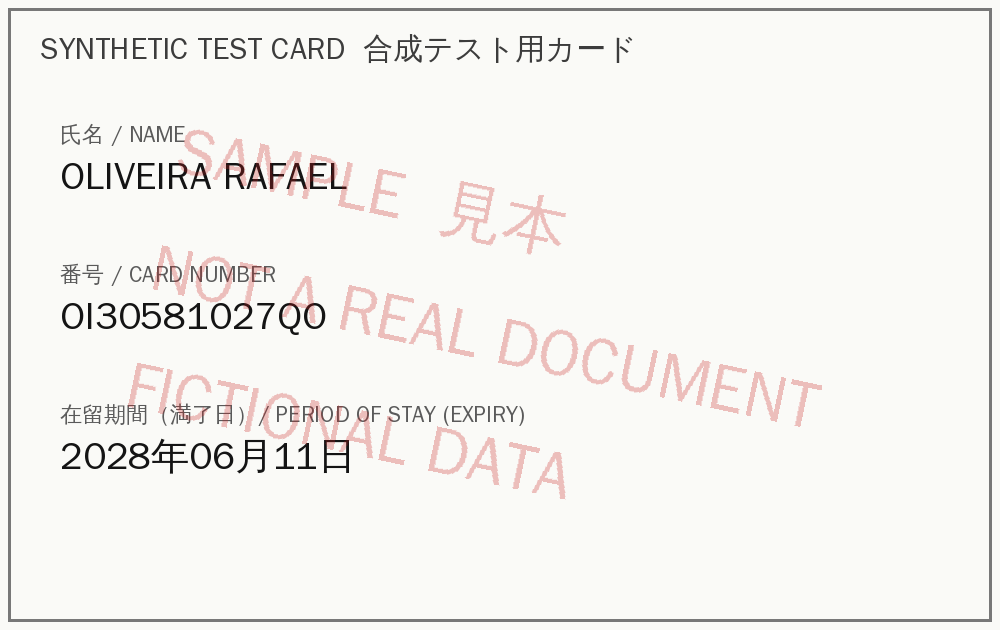 SYNTHETIC TEST CARD 合成テスト用カード
氏名 / NAME
OLIVEIRA RAFAEL
番号 / CARD NUMBER
OI30581027QO
在留期間（満了日）/ PERIOD OF STAY (EXPIRY)
2028年06月11日
SAMPLE 見本
NOT A REAL DOCUMENT
FICTIONAL DATA